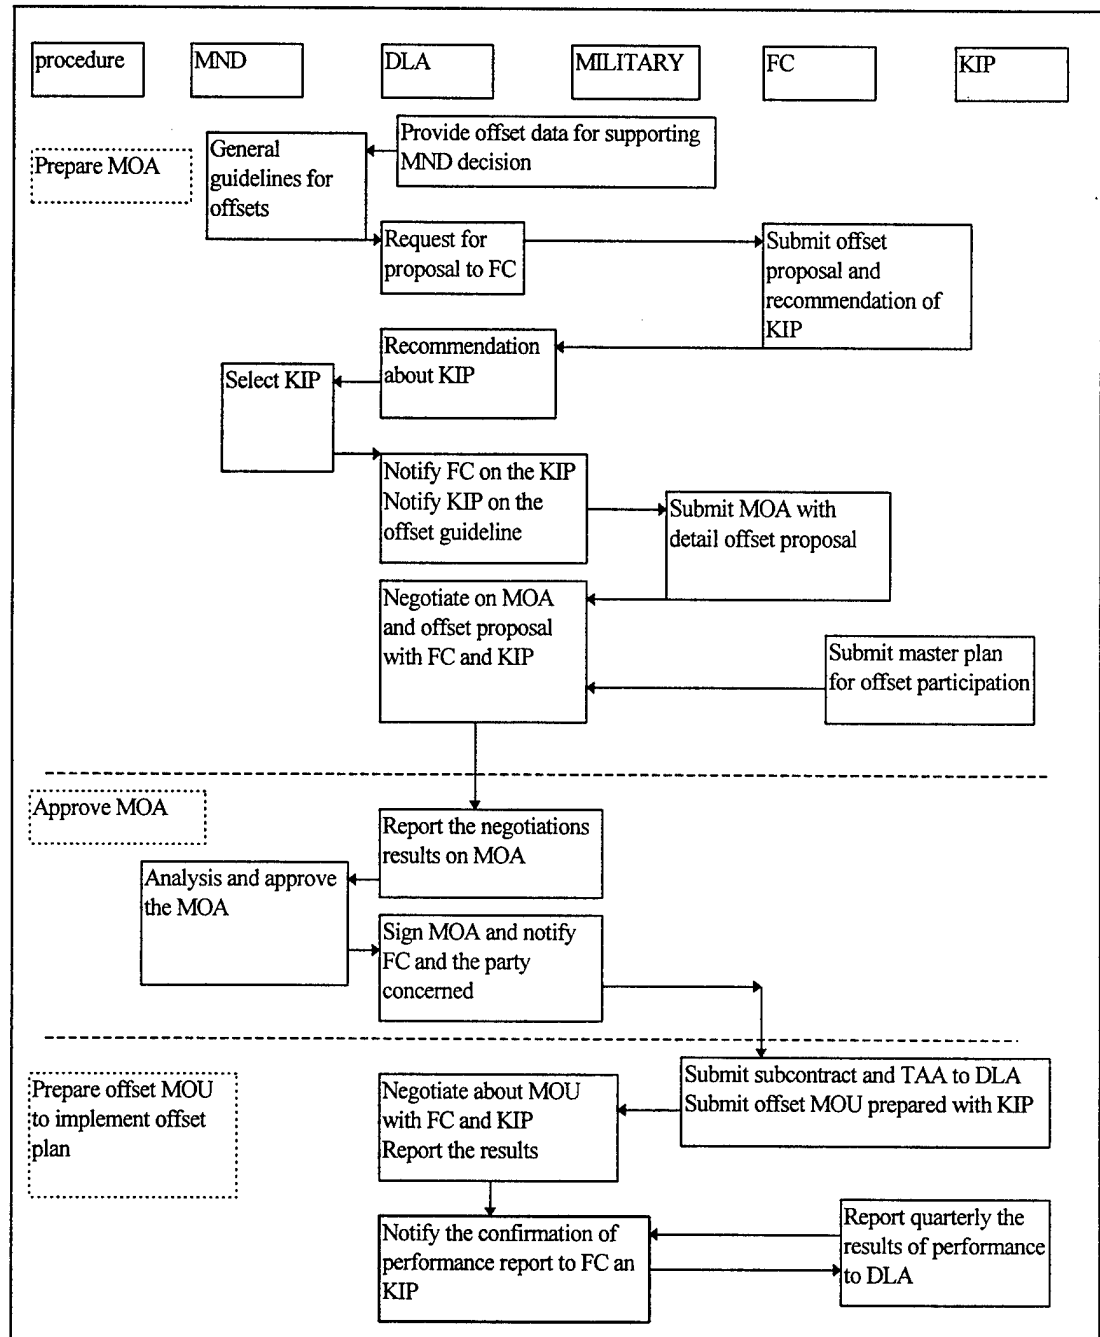 procedure
MND
DLA
MILITARY
FC
KIP
Provide offset data for supporting
MND decision
General
guidelines for
offsets
Prepare MOA
Request for
proposal to FC
Submit offset
proposal and
recommendation of
KIP
Recommendation
about KIP
Select KIP
Notify FC on the KIP
Notify KIP on the
offset guideline
Submit MOA with
detail offset proposal
Negotiate on MOA
and offset proposal
with FC and KIP
Submit master plan
for offset participation
Approve MOA
Report the negotiations
results on MOA
Analysis and approve
the MOA
Sign MOA and notify
FC and the party
concerned
Submit subcontract and TAA to DLA
Submit offset MOU prepared with KIP
Prepare offset MOU
to implement offset
plan
Negotiate about MOU
with FC and KIP
Report the results
Notify the confirmation of
performance report to FC an
KIP
Report quarterly the
results of performance
to DLA